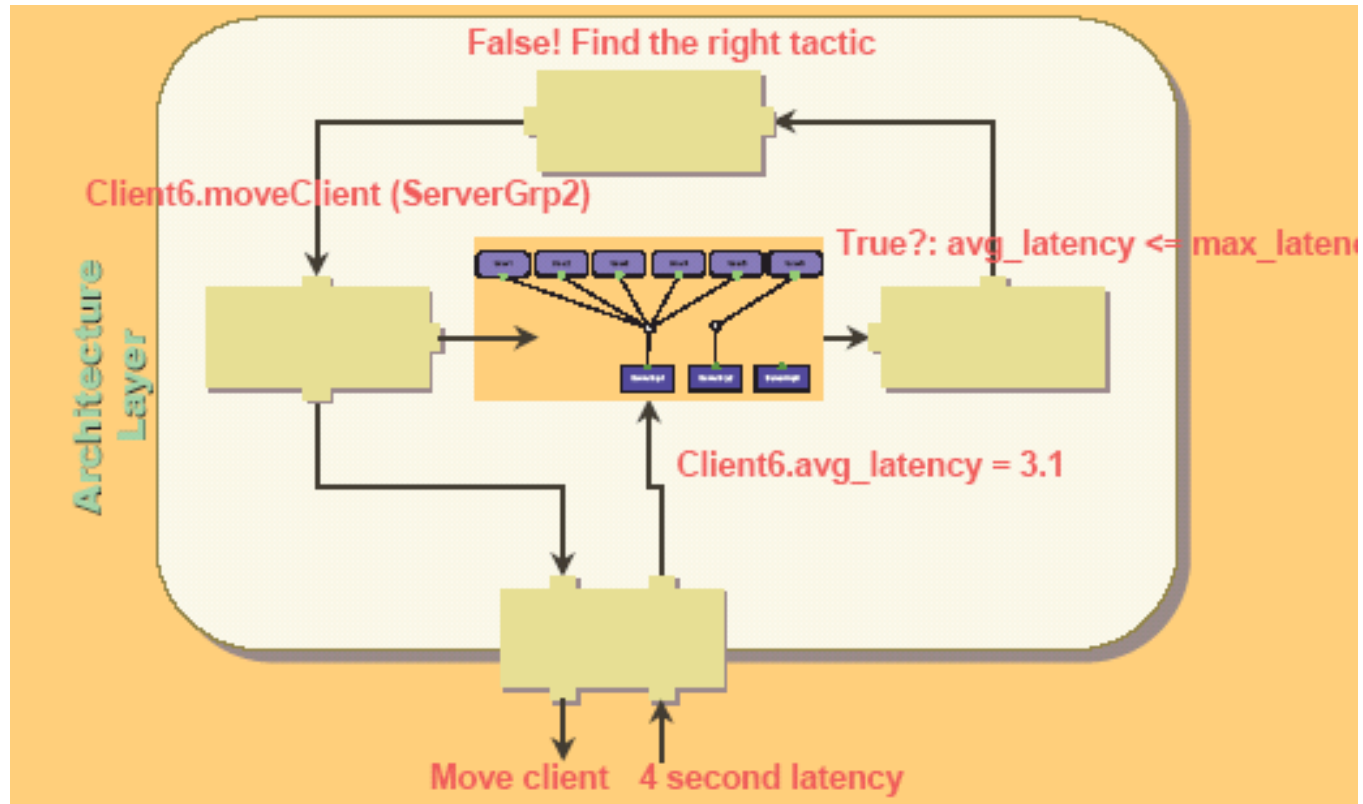 False! Find the right tactic
Client6.moveClient (ServerGrp2)
True?: avg_latency <= max_laten
Architecture
Layer
Client6.avg_latency = 3.1
Move client
4 second latency